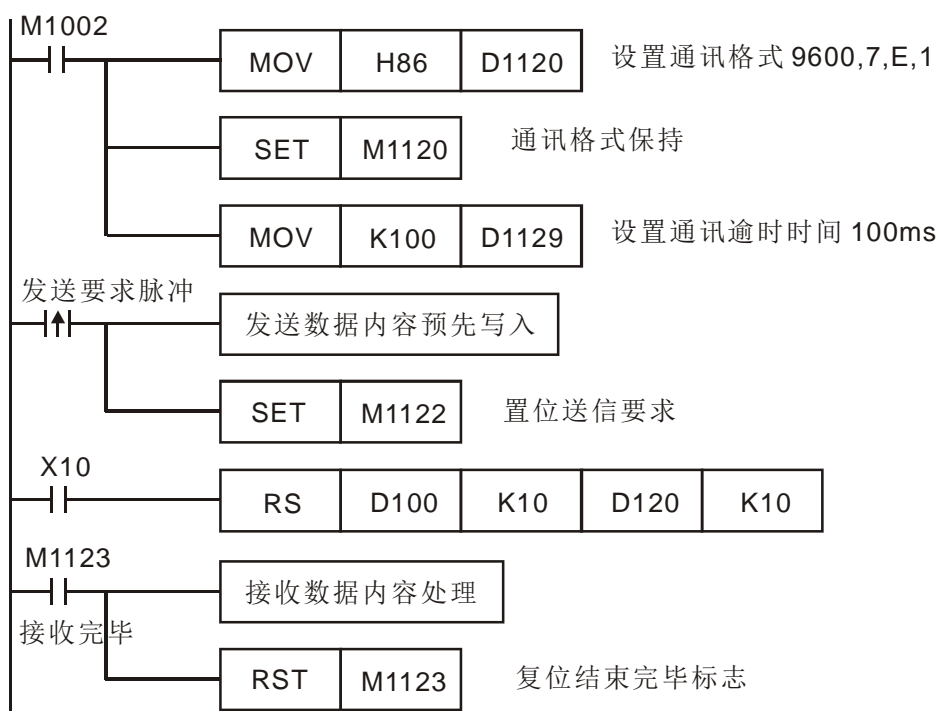 M1002
MOV H86 D1120 设置通讯格式 9600,7,E,1
SET M1120 通讯格式保持
MOV K100 D1129 设置通讯逾时时间 100ms
发送要求脉冲
发送数据内容预先写入
SET M1122 置位送信要求
X10
RS D100 K10 D120 K10
M1123
接收数据内容处理
接收完毕
RST M1123 复位结束完毕标志